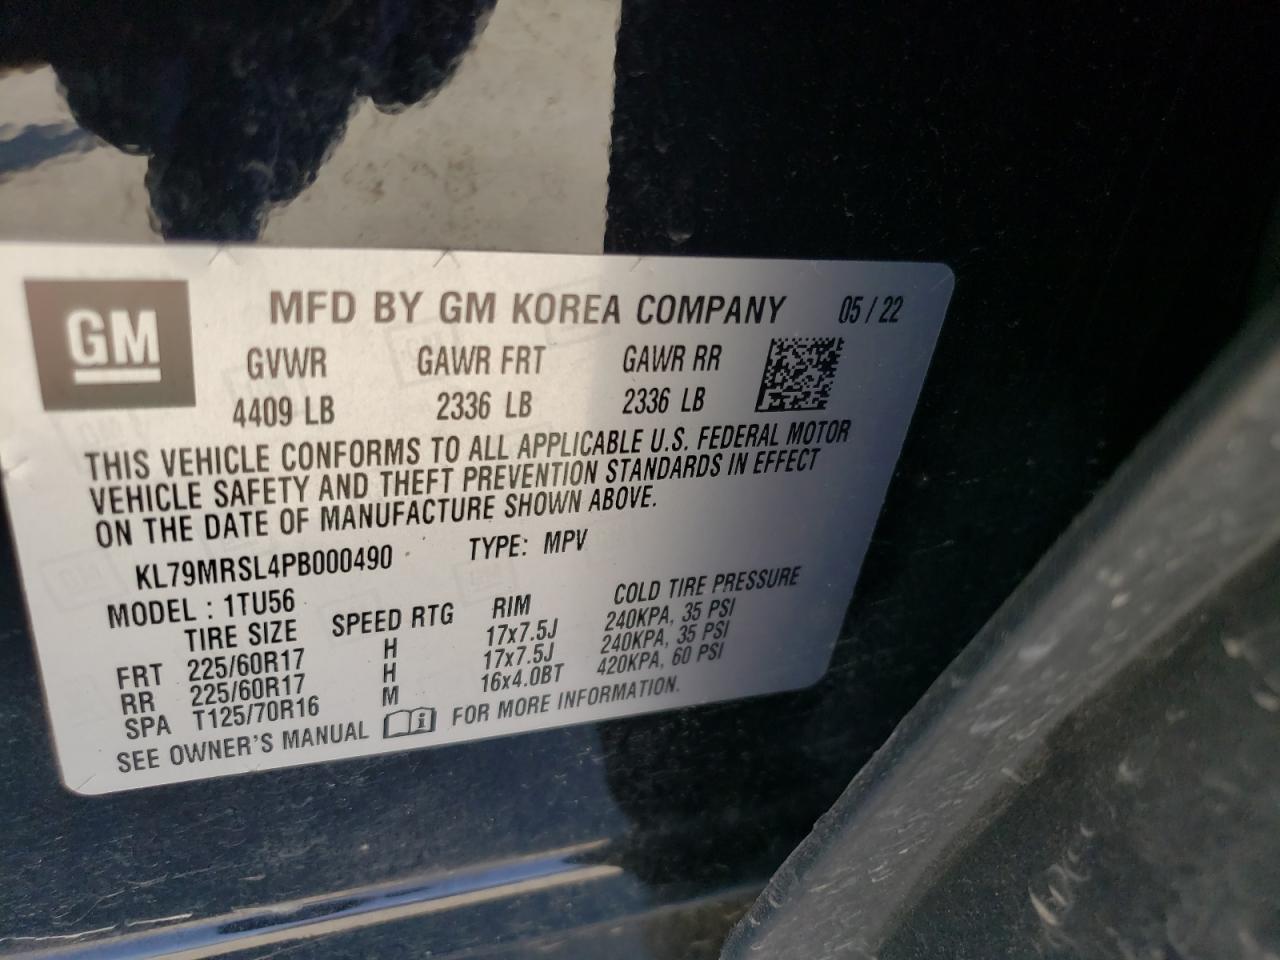 GM
MFD BY GM KOREA COMPANY 05/22
GVWR GAWR FRT GAWR RR
4409 LB 2336 LB 2336 LB
THIS VEHICLE CONFORMS TO ALL APPLICABLE U.S. FEDERAL MOTOR
VEHICLE SAFETY AND THEFT PREVENTION STANDARDS IN EFFECT
ON THE DATE OF MANUFACTURE SHOWN ABOVE.
KL79MRSL4PB000490 TYPE: MPV
MODEL : 1TU56
TIRE SIZE SPEED RTG RIM COLD TIRE PRESSURE
FRT 225/60R17 H 17x7.5J 240KPA, 35 PSI
RR 225/60R17 H 17x7.5J 240KPA, 35 PSI
SPA T125/70R16 M 16x4.0BT 420KPA, 60 PSI
SEE OWNER'S MANUAL i FOR MORE INFORMATION.